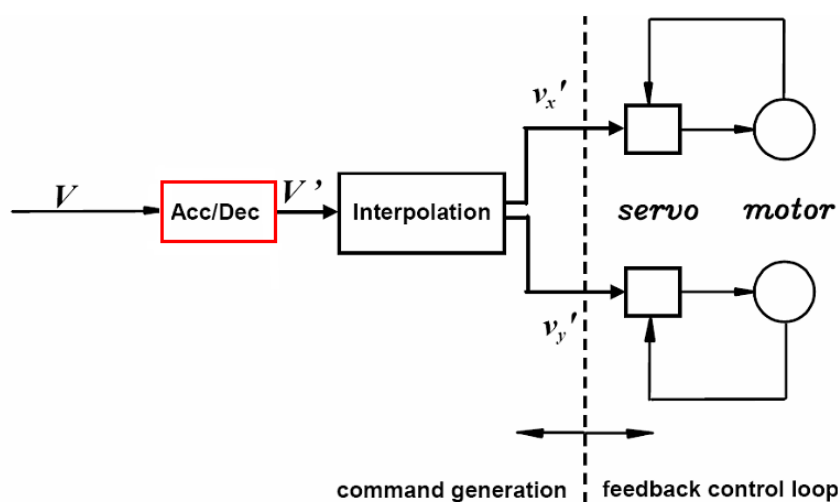 V
Acc/Dec
V'
Interpolation
vx'
vy'
servo
motor
command generation
feedback control loop